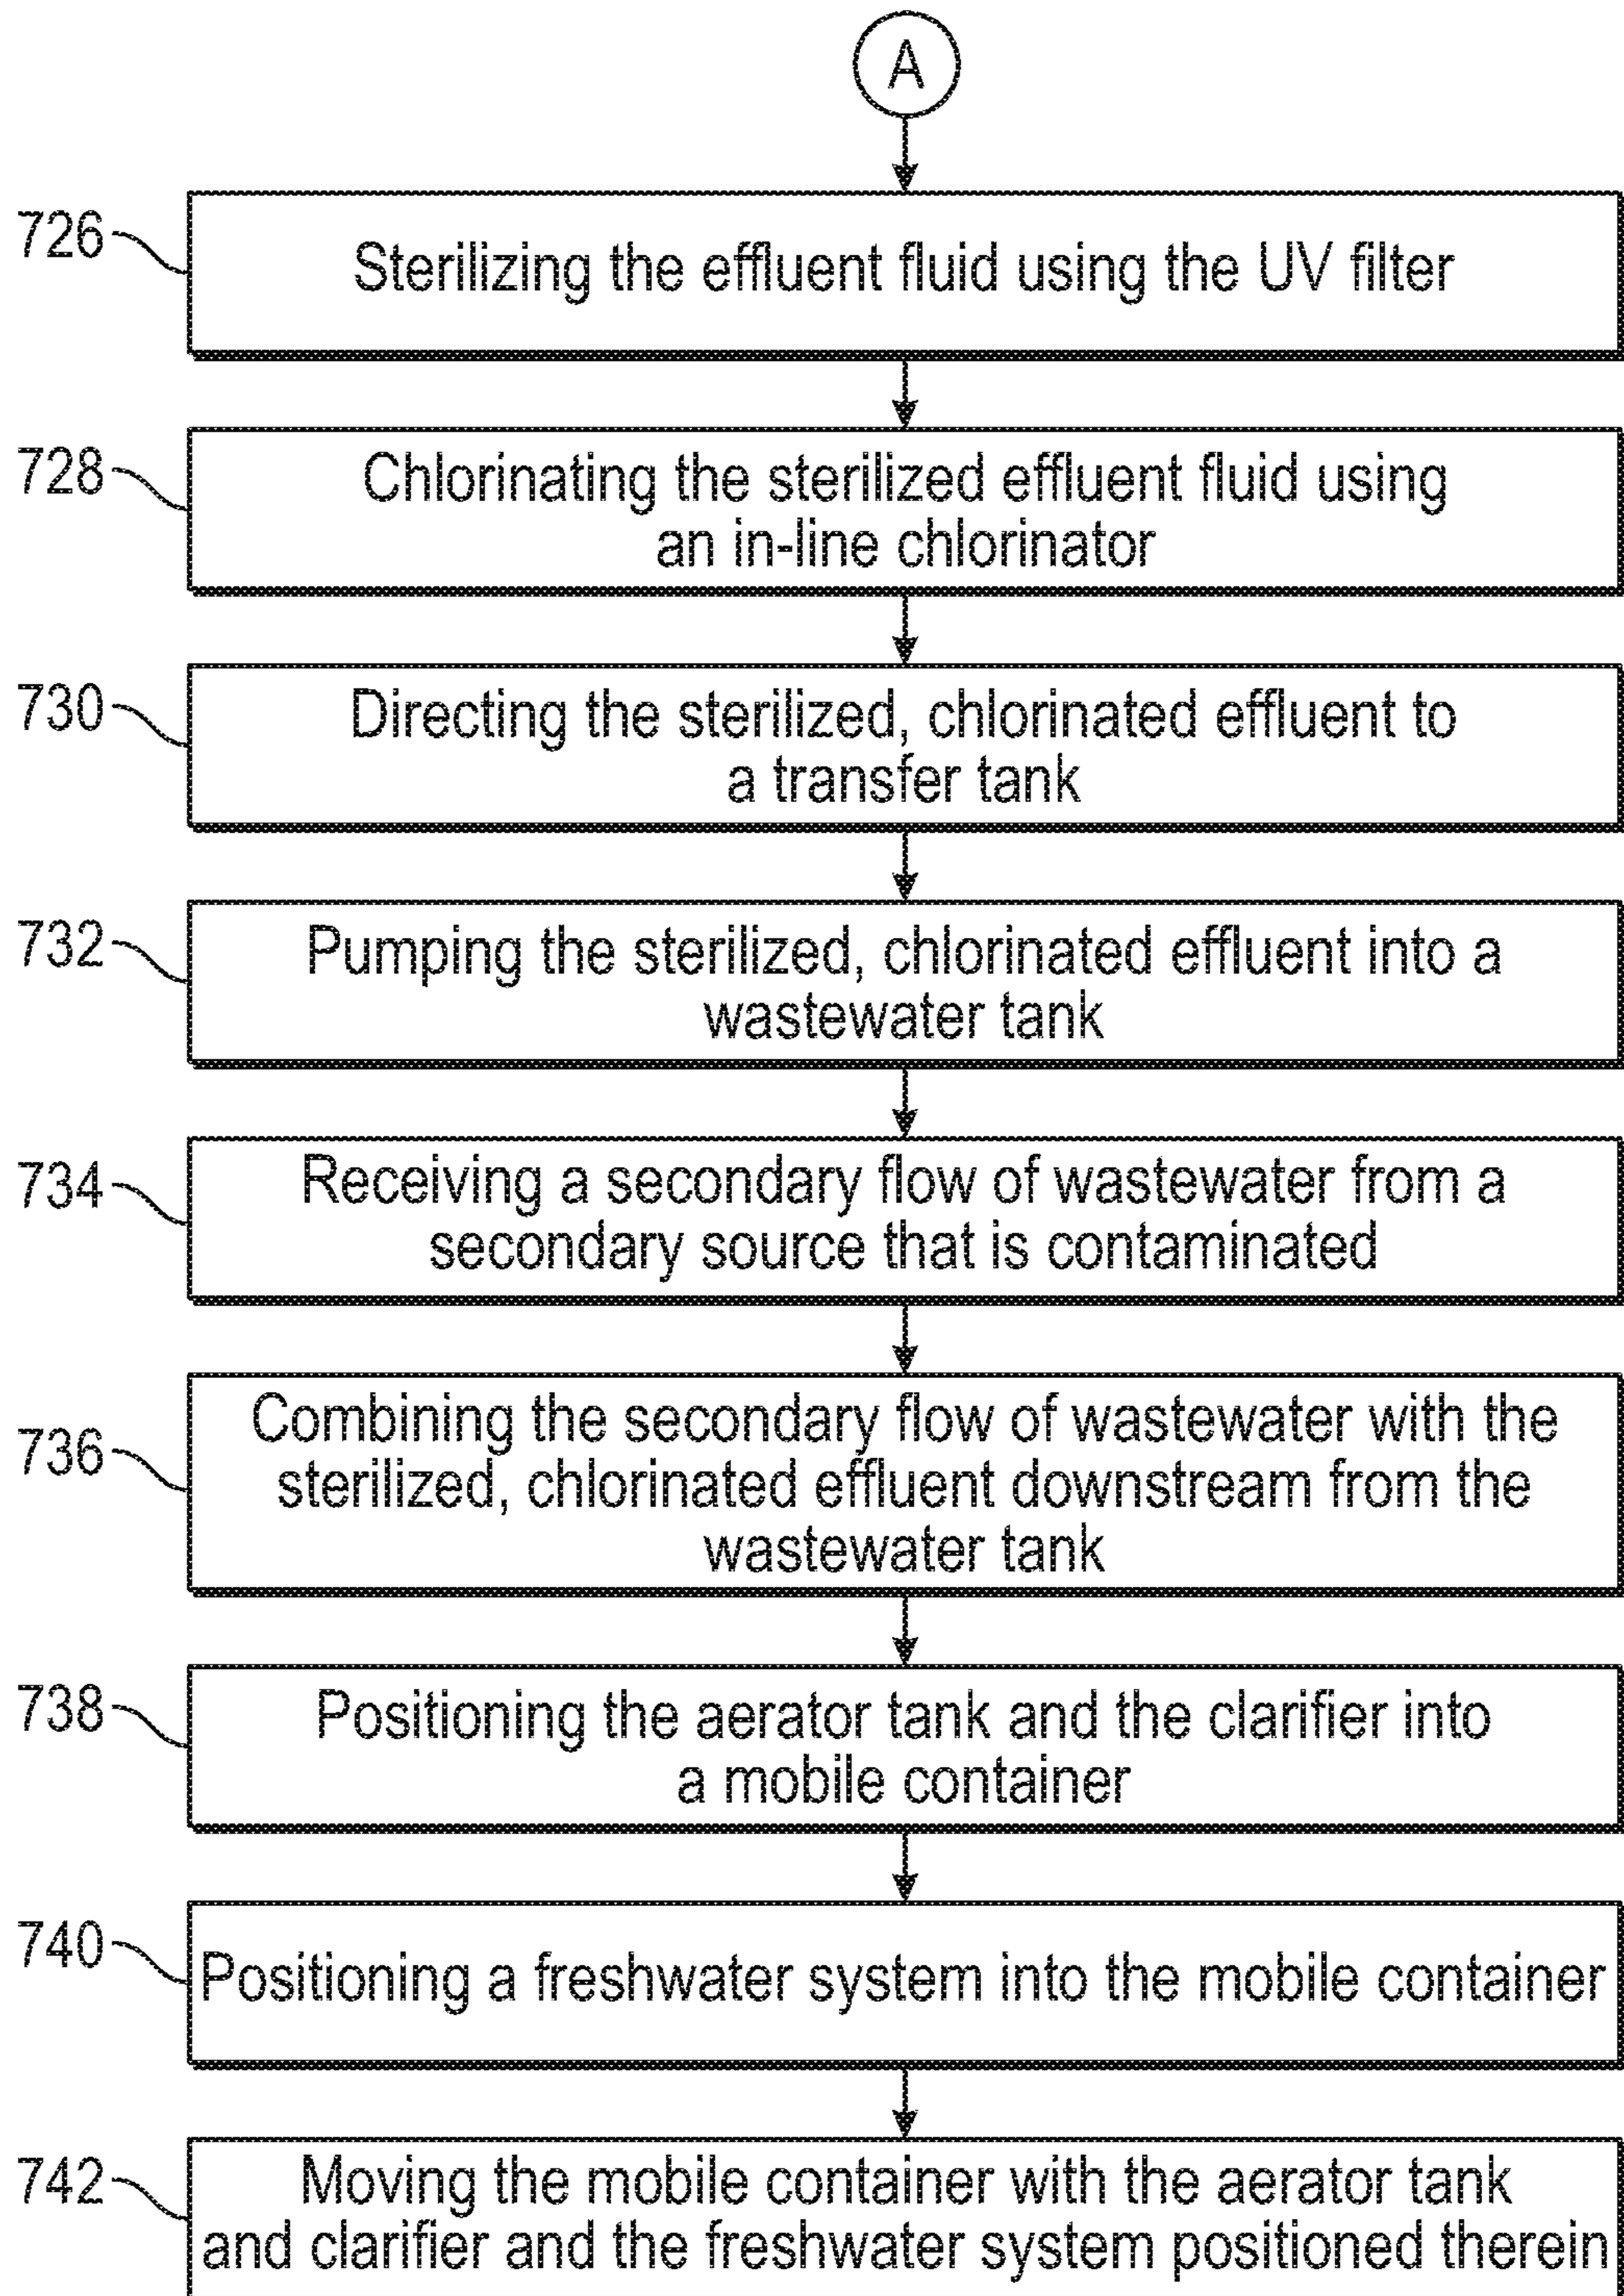 A
726
Sterilizing the effluent fluid using the UV filter
728
Chlorinating the sterilized effluent fluid using
an in-line chlorinator
730
Directing the sterilized, chlorinated effluent to
a transfer tank
732
Pumping the sterilized, chlorinated effluent into a
wastewater tank
734
Receiving a secondary flow of wastewater from a
secondary source that is contaminated
736
Combining the secondary flow of wastewater with the
sterilized, chlorinated effluent downstream from the
wastewater tank
738
Positioning the aerator tank and the clarifier into
a mobile container
740
Positioning a freshwater system into the mobile container
742
Moving the mobile container with the aerator tank
and clarifier and the freshwater system positioned therein